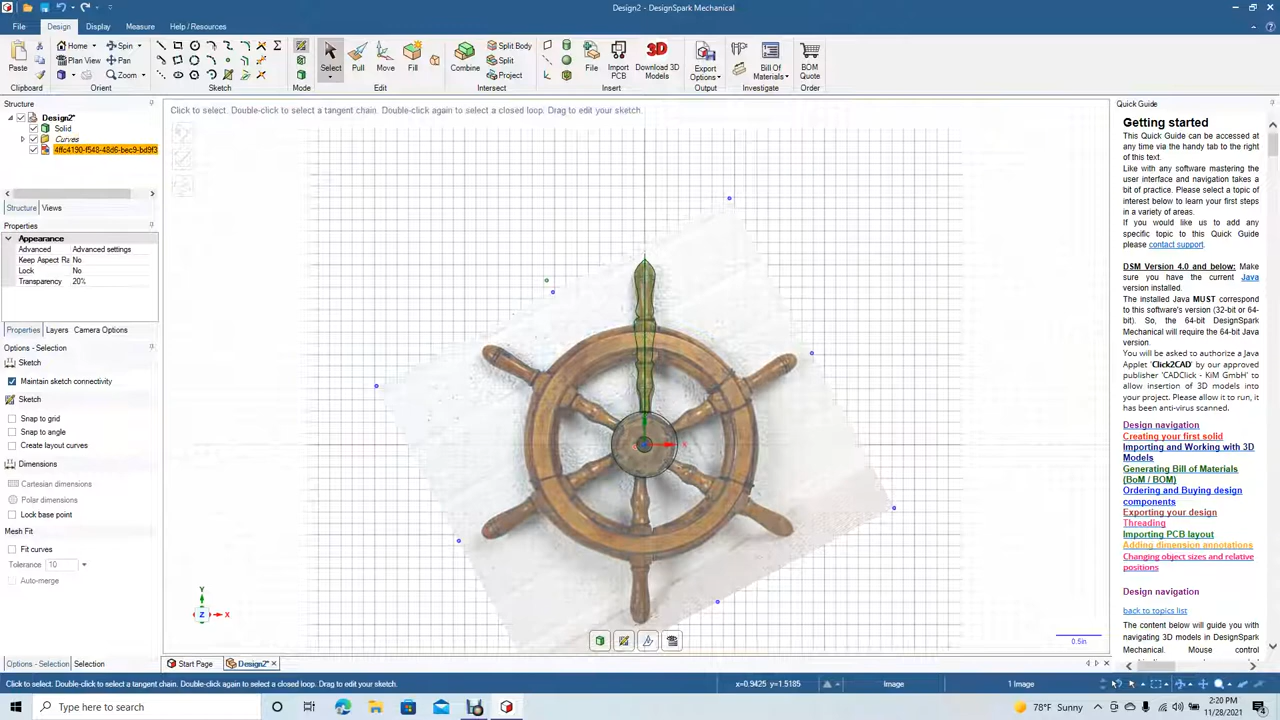 Design2 - DesignSpark Mechanical
File Design Display Measure Help / Resources
Paste Home Spin Plan View Pan Zoom Select Pull Move Fill Combine Split Body Split Project File Import PCB Download 3D Models Export Options Bill Of Materials BOM Quote
Clipboard Orient Sketch Mode Edit Intersect Insert Output Investigate Order
Structure
Design2*
Solid
Curves
4ffc4190-f548-48d6-bec9-bd9f3
Structure Views
Properties
Appearance
Advanced Advanced settings
Keep Aspect Ra No
Lock No
Transparency 20%
Properties Layers Camera Options
Options - Selection
Sketch
Maintain sketch connectivity
Sketch
Snap to grid
Snap to angle
Create layout curves
Dimensions
Cartesian dimensions
Polar dimensions
Lock base point
Mesh Fit
Fit curves
Tolerance 10
Auto-merge
Options - Selection Selection
Click to select. Double-click to select a tangent chain. Double-click again to select a closed loop. Drag to edit your sketch.
X
Y
Z X
0.5in
Start Page Design2*
Quick Guide
Getting started
This Quick Guide can be accessed at
any time via the handy tab to the right
of this text.
Like with any software mastering the
user interface and navigation takes a
bit of practice. Please select a topic of
interest below to learn your first steps
in a variety of areas.
If you would like us to add any
specific topic to this Quick Guide
please contact support.
DSM Version 4.0 and below: Make
sure you have the current Java
version installed.
The installed Java MUST correspond
to this software's version (32-bit or 64-
bit). So, the 64-bit DesignSpark
Mechanical will require the 64-bit Java
version.
You will be asked to authorize a Java
Applet 'Click2CAD' by our approved
publisher 'CADClick - KiM GmbH' to
allow insertion of 3D models into
your project. Please allow it to run, it
has been anti-virus scanned.
Design navigation
Creating your first solid
Importing and Working with 3D
Models
Generating Bill of Materials
(BoM / BOM)
Ordering and Buying design
components
Exporting your design
Threading
Importing PCB layout
Adding dimension annotations
Changing object sizes and relative
positions
Design navigation
back to topics list
The content below will guide you with
navigating 3D models in DesignSpark
Mechanical. Mouse control
Click to select. Double-click to select a tangent chain. Double-click again to select a closed loop. Drag to edit your sketch.
x=0.9425 y=1.5185 Image 1 Image
Type here to search
78°F Sunny
2:20 PM
11/28/2021
4